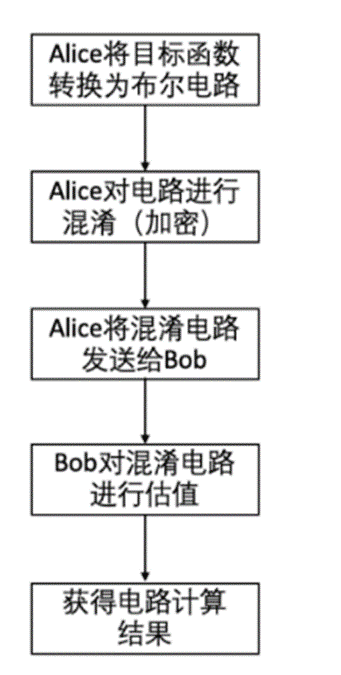 Alice将目标函数
转换为布尔电路
Alice对电路进行
混淆（加密）
Alice将混淆电路
发送给Bob
Bob对混淆电路
进行估值
获得电路计算
结果